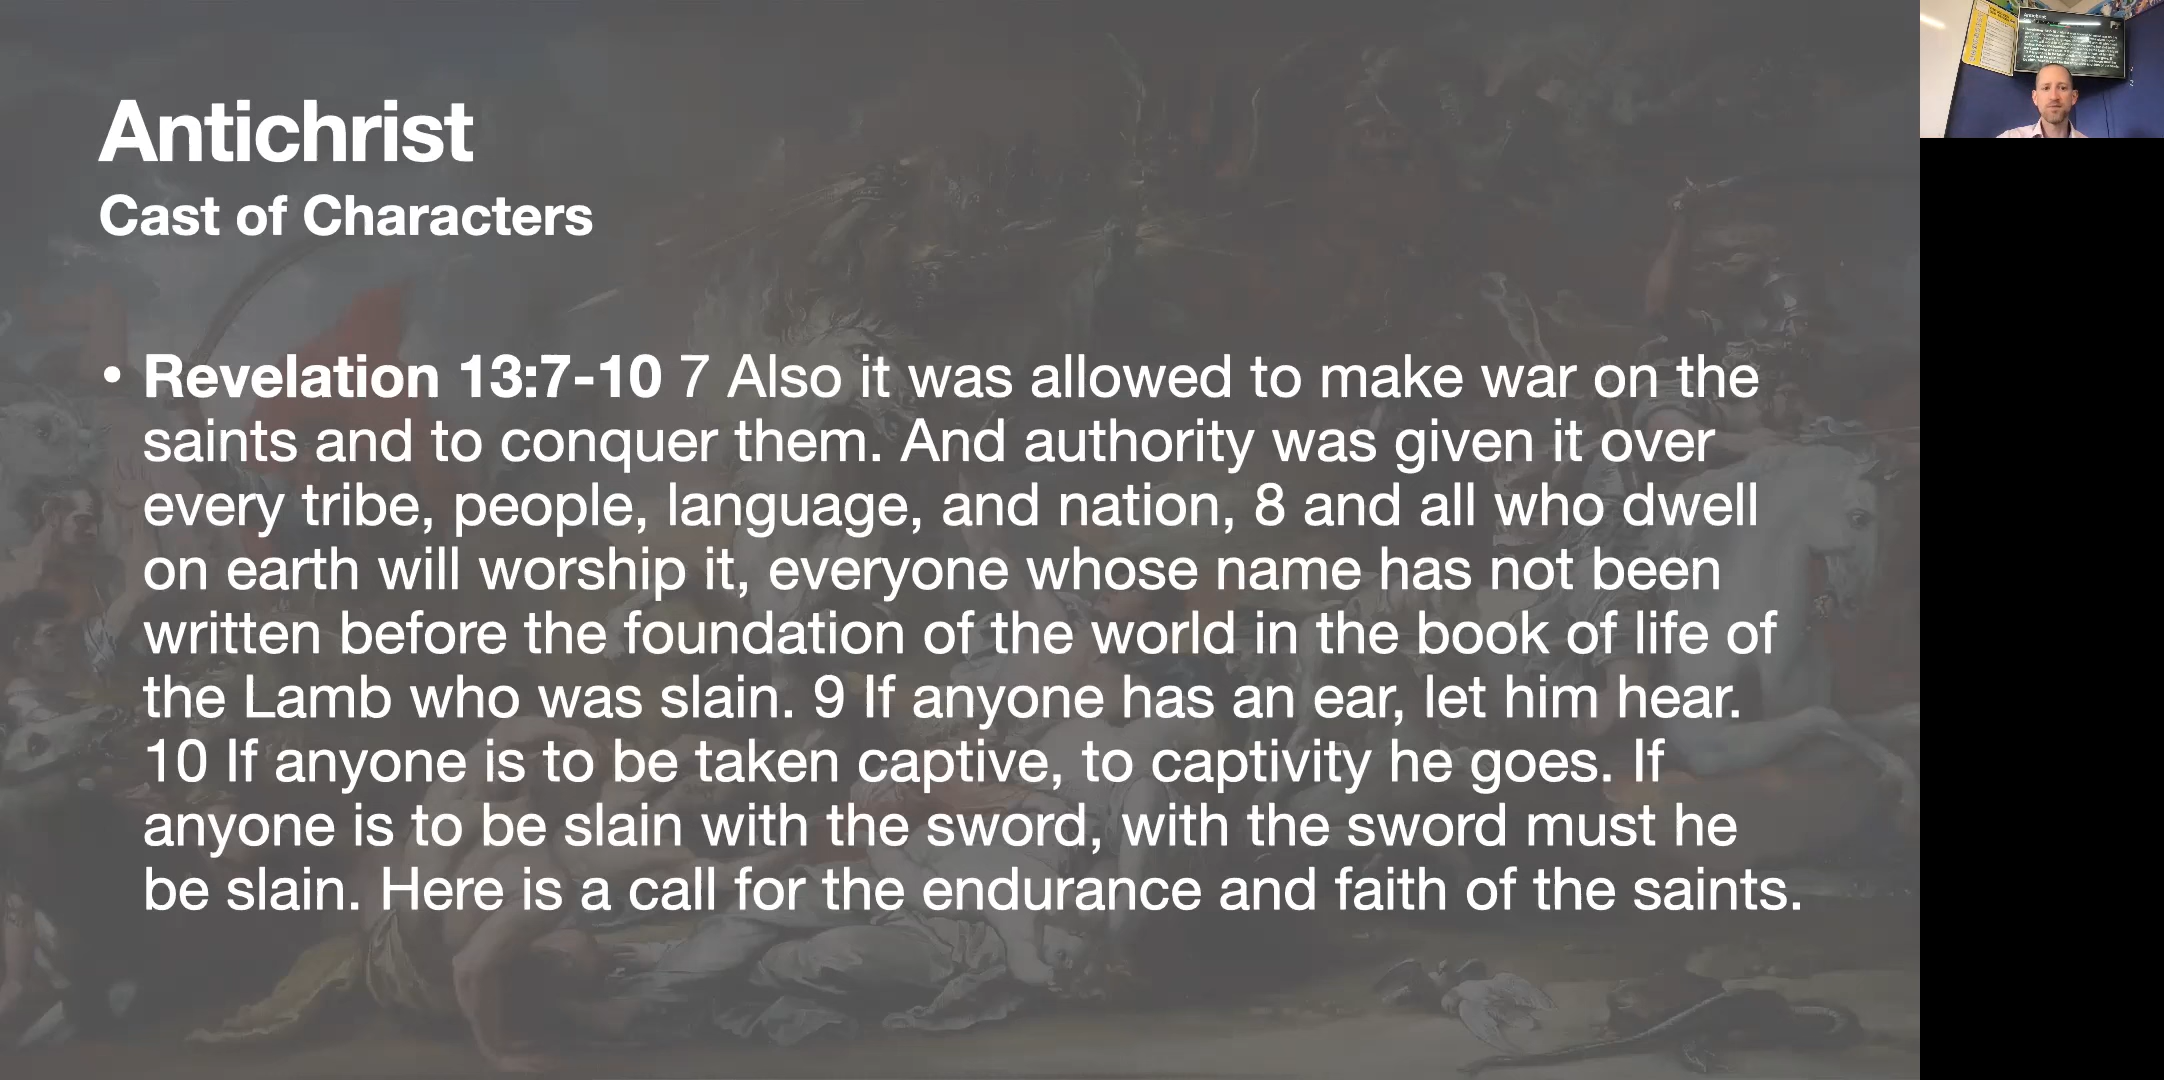 Antichrist
Cast of Characters
• Revelation 13:7-10 7 Also it was allowed to make war on the
saints and to conquer them. And authority was given it over
every tribe, people, language, and nation, 8 and all who dwell
on earth will worship it, everyone whose name has not been
written before the foundation of the world in the book of life of
the Lamb who was slain. 9 If anyone has an ear, let him hear.
10 If anyone is to be taken captive, to captivity he goes. If
anyone is to be slain with the sword, with the sword must he
be slain. Here is a call for the endurance and faith of the saints.